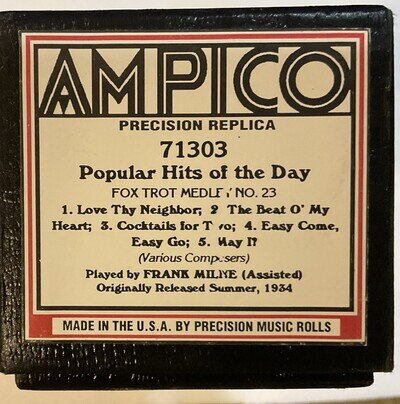 AMPICO
PRECISION REPLICA
71303
Popular Hits of the Day
FOX TROT MEDLEY NO. 23
1. Love Thy Neighbor; 2 The Beat O' My
Heart; 3. Cocktails for Two; 4. Easy Come,
Easy Go; 5. May I?
(Various Composers)
Played by FRANK MILNE (Assisted)
Originally Released Summer, 1934
MADE IN THE U.S.A. BY PRECISION MUSIC ROLLS